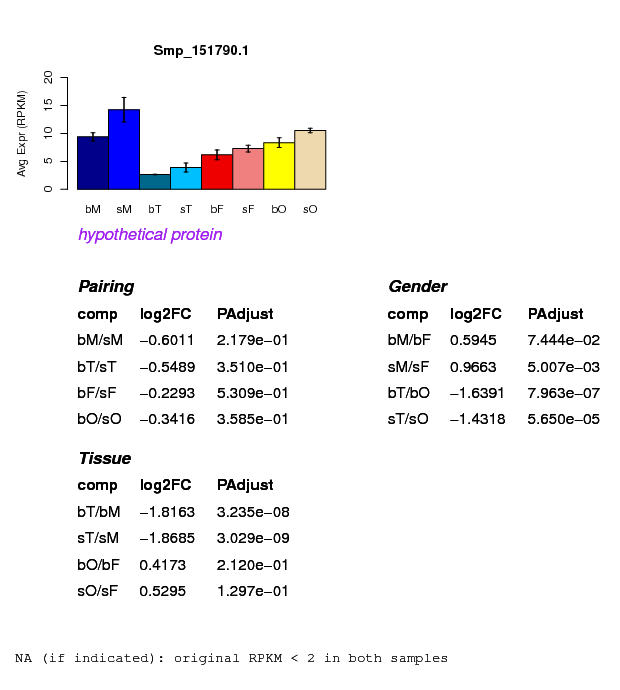 Smp_151790.1
Avg Expr (RPKM)
20
15
10
5
0
bM sM bT sT bF sF bO sO
hypothetical protein
Pairing
comp log2FC PAdjust
bM/sM −0.6011 2.179e−01
bT/sT −0.5489 3.510e−01
bF/sF −0.2293 5.309e−01
bO/sO −0.3416 3.585e−01
Gender
comp log2FC PAdjust
bM/bF 0.5945 7.444e−02
sM/sF 0.9663 5.007e−03
bT/bO −1.6391 7.963e−07
sT/sO −1.4318 5.650e−05
Tissue
comp log2FC PAdjust
bT/bM −1.8163 3.235e−08
sT/sM −1.8685 3.029e−09
bO/bF 0.4173 2.120e−01
sO/sF 0.5295 1.297e−01
NA (if indicated): original RPKM < 2 in both samples